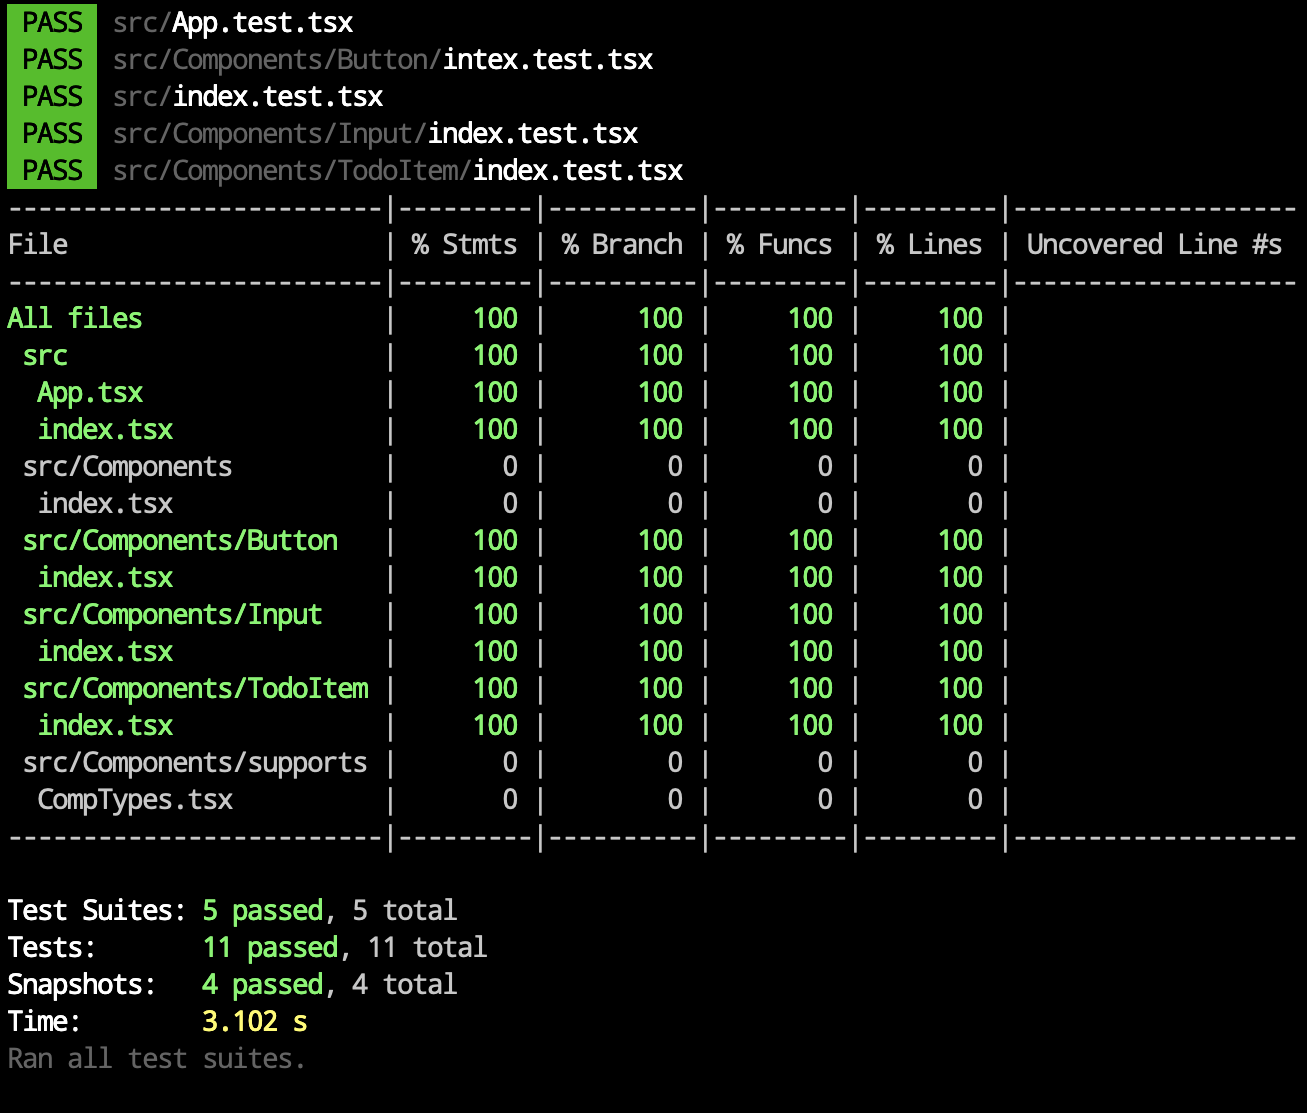 PASS src/App.test.tsx
PASS src/Components/Button/intex.test.tsx
PASS src/index.test.tsx
PASS src/Components/Input/index.test.tsx
PASS src/Components/TodoItem/index.test.tsx
-------------------------|---------|----------|---------|---------|-------------------
File                     | % Stmts | % Branch | % Funcs | % Lines | Uncovered Line #s
-------------------------|---------|----------|---------|---------|-------------------
All files                |     100 |      100 |     100 |     100 |
 src                     |     100 |      100 |     100 |     100 |
  App.tsx                |     100 |      100 |     100 |     100 |
  index.tsx              |     100 |      100 |     100 |     100 |
 src/Components          |       0 |        0 |       0 |       0 |
  index.tsx              |       0 |        0 |       0 |       0 |
 src/Components/Button   |     100 |      100 |     100 |     100 |
  index.tsx              |     100 |      100 |     100 |     100 |
 src/Components/Input    |     100 |      100 |     100 |     100 |
  index.tsx              |     100 |      100 |     100 |     100 |
 src/Components/TodoItem |     100 |      100 |     100 |     100 |
  index.tsx              |     100 |      100 |     100 |     100 |
 src/Components/supports |       0 |        0 |       0 |       0 |
  CompTypes.tsx          |       0 |        0 |       0 |       0 |
-------------------------|---------|----------|---------|---------|-------------------
Test Suites: 5 passed, 5 total
Tests:       11 passed, 11 total
Snapshots:   4 passed, 4 total
Time:        3.102 s
Ran all test suites.